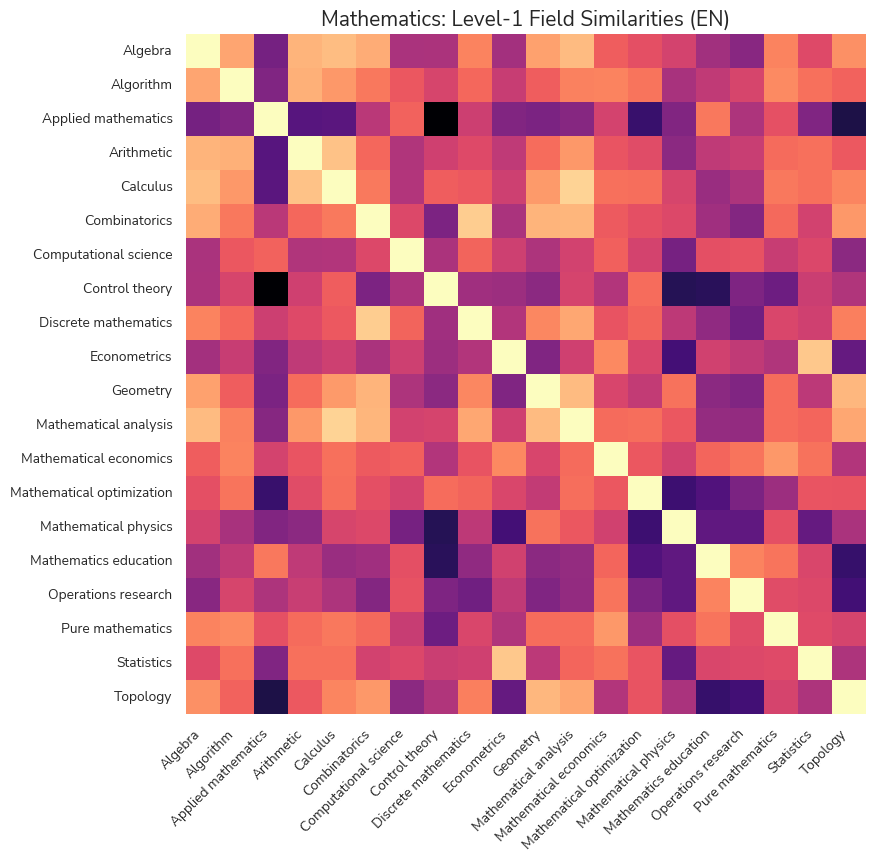 Mathematics: Level-1 Field Similarities (EN)
Algebra
Algorithm
Applied mathematics
Arithmetic
Calculus
Combinatorics
Computational science
Control theory
Discrete mathematics
Econometrics
Geometry
Mathematical analysis
Mathematical economics
Mathematical optimization
Mathematical physics
Mathematics education
Operations research
Pure mathematics
Statistics
Topology
Algebra
Algorithm
Applied mathematics
Arithmetic
Calculus
Combinatorics
Computational science
Control theory
Discrete mathematics
Econometrics
Geometry
Mathematical analysis
Mathematical economics
Mathematical optimization
Mathematical physics
Mathematics education
Operations research
Pure mathematics
Statistics
Topology